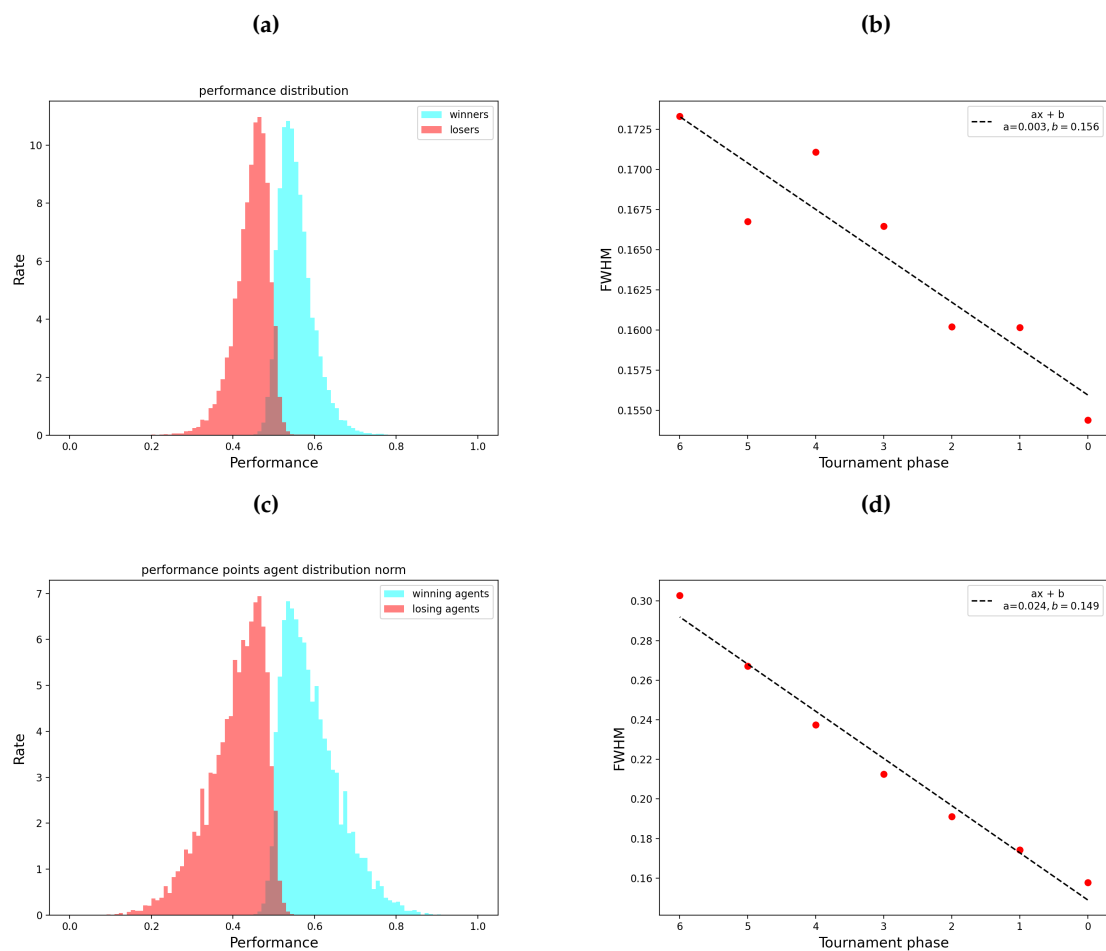 (a)
performance distribution
winners
losers
10
8
6
4
2
0
Rate
0.0 0.2 0.4 0.6 0.8 1.0
Performance
(b)
ax + b
a=0.003, b = 0.156
0.1725
0.1700
0.1675
0.1650
0.1625
0.1600
0.1575
0.1550
FWHM
6 5 4 3 2 1 0
Tournament phase
(c)
performance points agent distribution norm
winning agents
losing agents
7
6
5
4
3
2
1
0
Rate
0.0 0.2 0.4 0.6 0.8 1.0
Performance
(d)
ax + b
a=0.024, b = 0.149
0.30
0.28
0.26
0.24
0.22
0.20
0.18
0.16
FWHM
6 5 4 3 2 1 0
Tournament phase